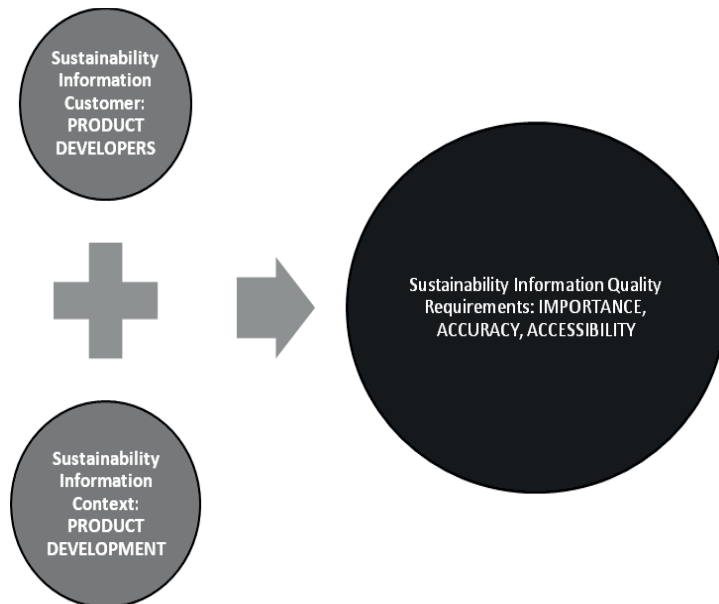 Sustainability
Information
Customer:
PRODUCT
DEVELOPERS
Sustainability Information Quality
Requirements: IMPORTANCE,
ACCURACY, ACCESSIBILITY
Sustainability
Information
Context:
PRODUCT
DEVELOPMENT